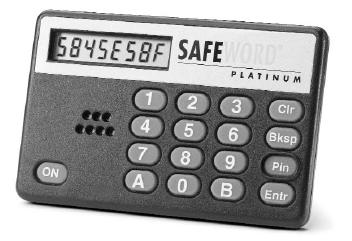 5845E58F SAFEWORD®
PLATINUM
1 2 3 Clr
4 5 6 Bksp
7 8 9 Pin
ON A 0 B Entr